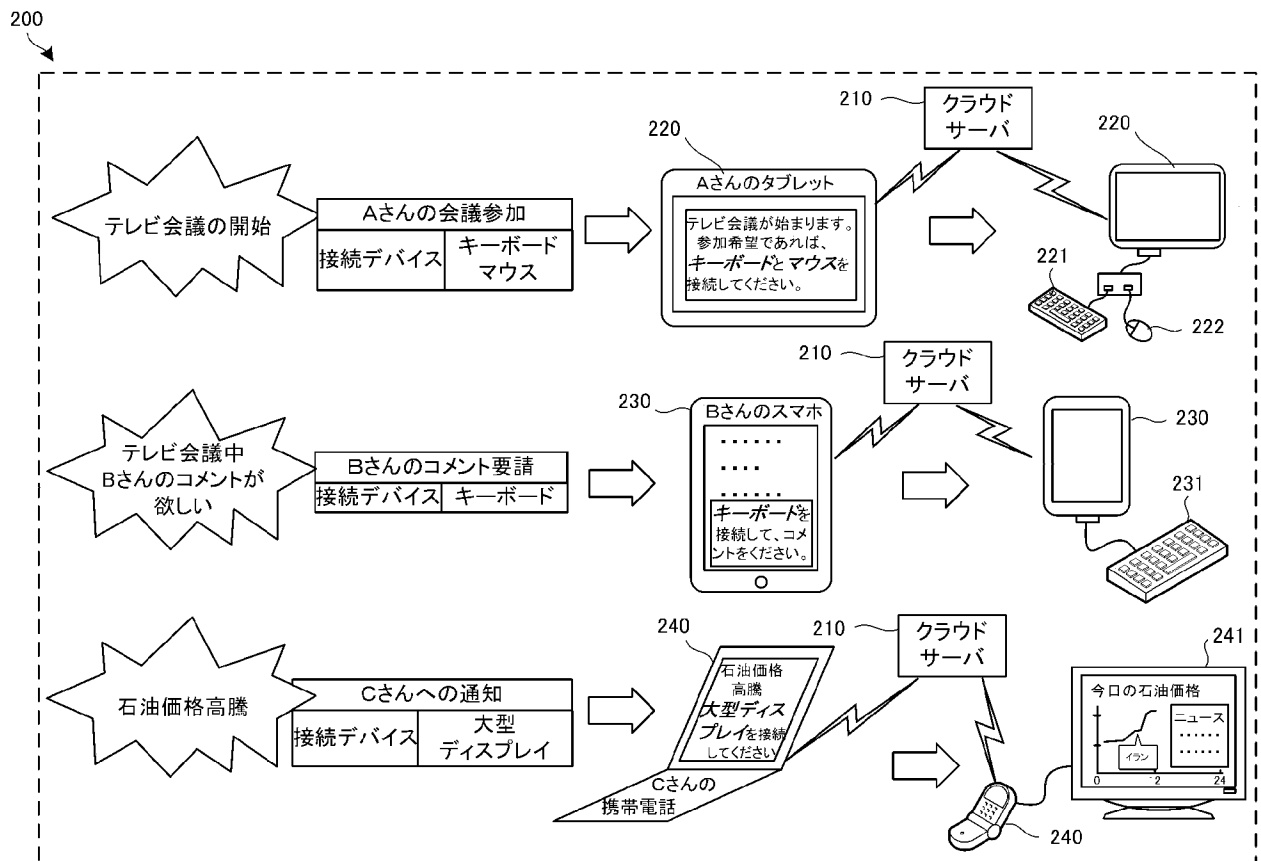 200
210
クラウド
サーバ
220
220
テレビ会議の開始
Aさんの会議参加
接続デバイス
キーボード
マウス
Aさんのタブレット
テレビ会議が始まります。
参加希望であれば、
キーボードとマウスを
接続してください。
221
222
210
クラウド
サーバ
230
230
テレビ会議中
Bさんのコメントが
欲しい
Bさんのコメント要請
接続デバイス
キーボード
Bさんのスマホ
・・・・・・
・・・・
・・・・・・
キーボードを
接続して、コメ
ントをください。
231
240
210
クラウド
サーバ
241
石油価格高騰
Cさんへの通知
接続デバイス
大型
ディスプレイ
石油価格
高騰
大型ディス
プレイを接続
してください
Cさんの
携帯電話
240
今日の石油価格
ニュース
・・・・・・
・・・・・・
イラン
0
12
24